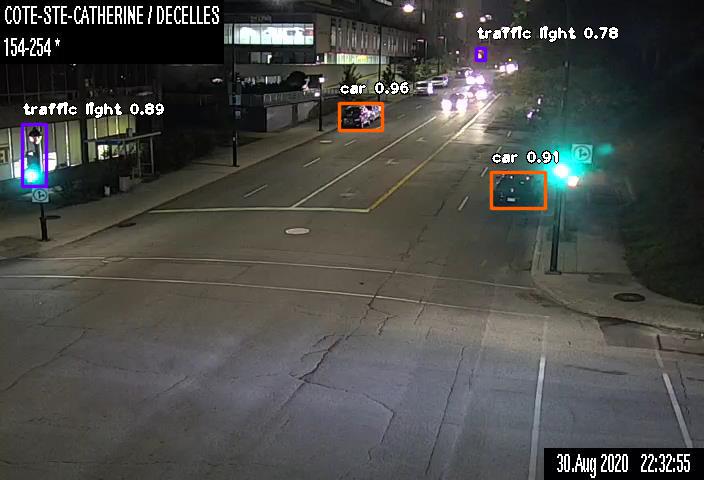 COTE-STE-CATHERINE / DECELLES
154-254 *
traffic light 0.78
car 0.96
traffic light 0.89
car 0.91
30.Aug 2020 22:32:55